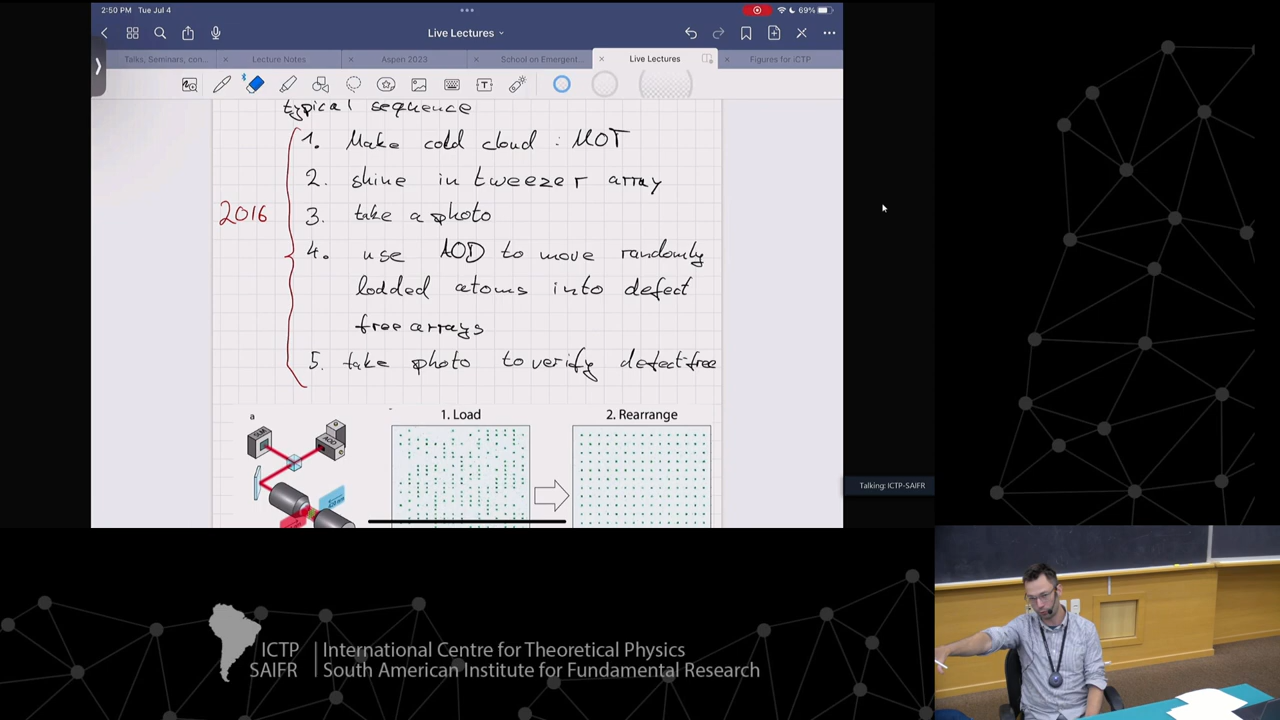 2:50 PM Tue Jul 4
69%
Live Lectures
Talks, Seminars, con...
Lecture Notes
Aspen 2023
School on Emergent...
Live Lectures
Figures for iCTP
typical sequence
1. Make cold cloud : MOT
2. shine in tweezer array
2016
3. take a photo
4. use AOD to move randomly
loaded atoms into defect
free arrays
5. take photo to verify defect-free
a
1. Load
2. Rearrange
SLM
AOD
Talking: ICTP-SAIFR
ICTP
SAIFR
International Centre for Theoretical Physics
South American Institute for Fundamental Research